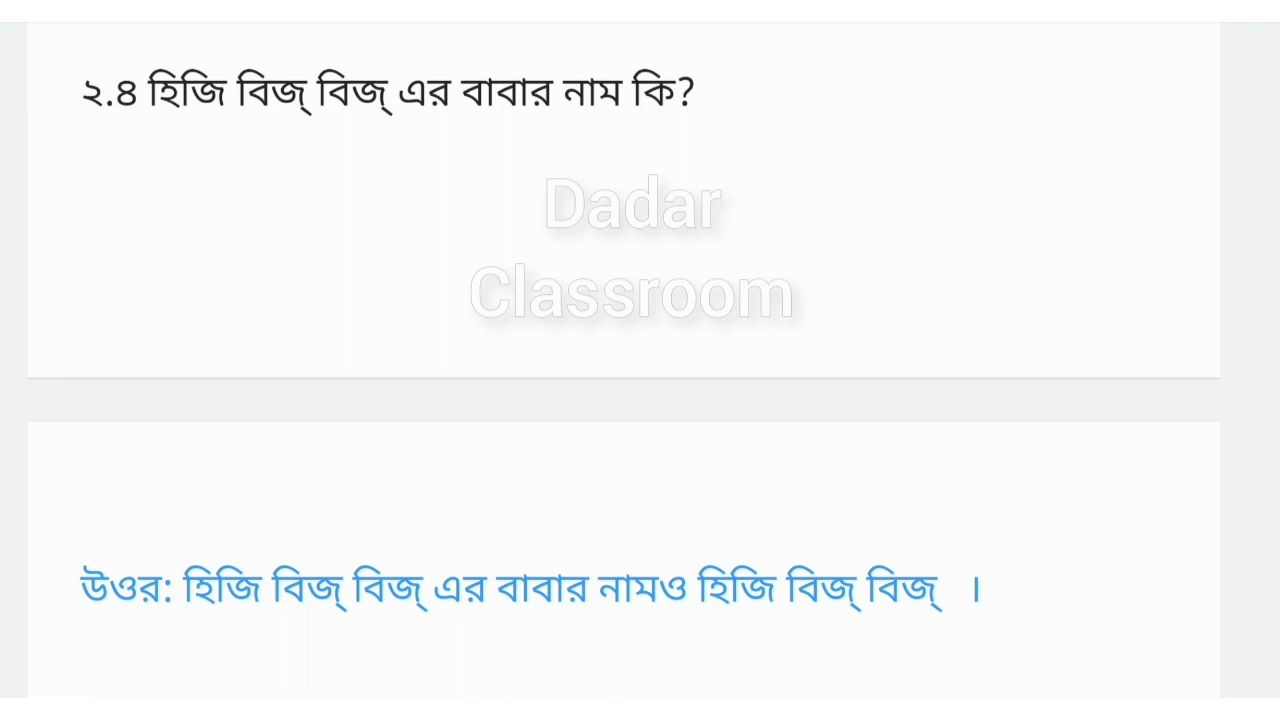 ২.৪ হিজি বিজ্ বিজ্ এর বাবার নাম কি?
Dadar
Classroom
উওর: হিজি বিজ্ বিজ্ এর বাবার নামও হিজি বিজ্ বিজ্ ।